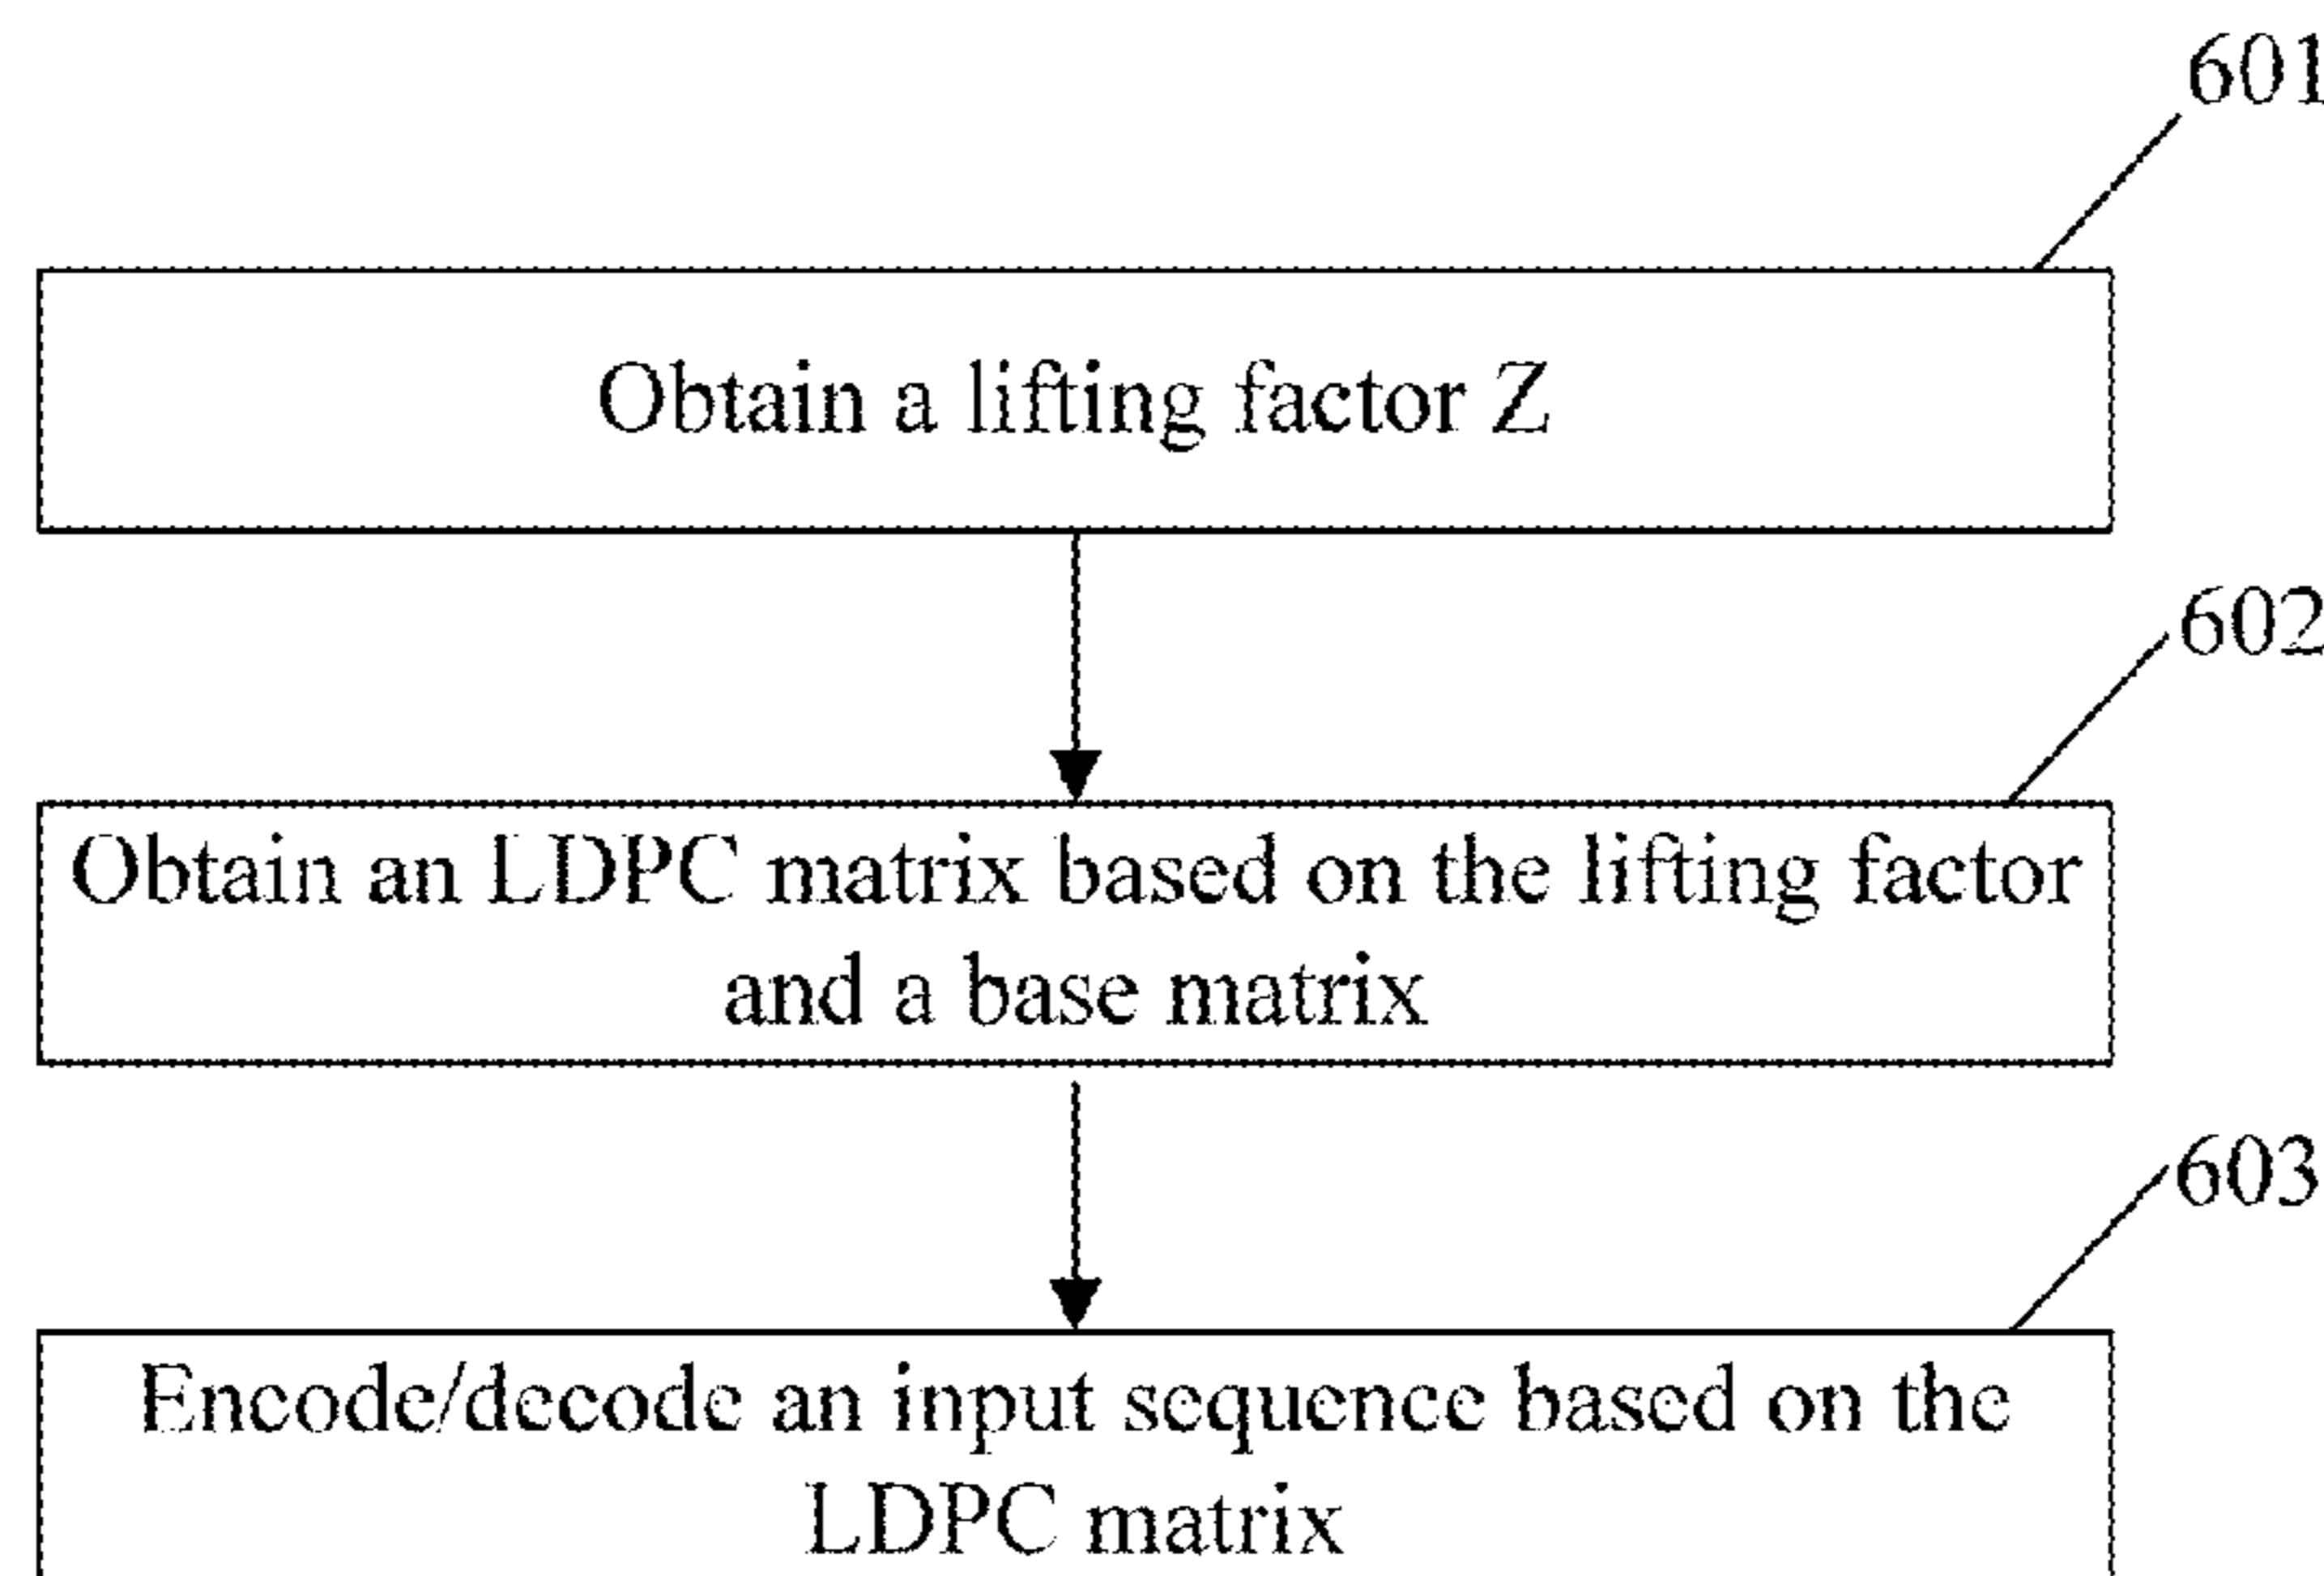 601
Obtain a lifting factor Z
602
Obtain an LDPC matrix based on the lifting factor
and a base matrix
603
Encode/decode an input sequence based on the
LDPC matrix